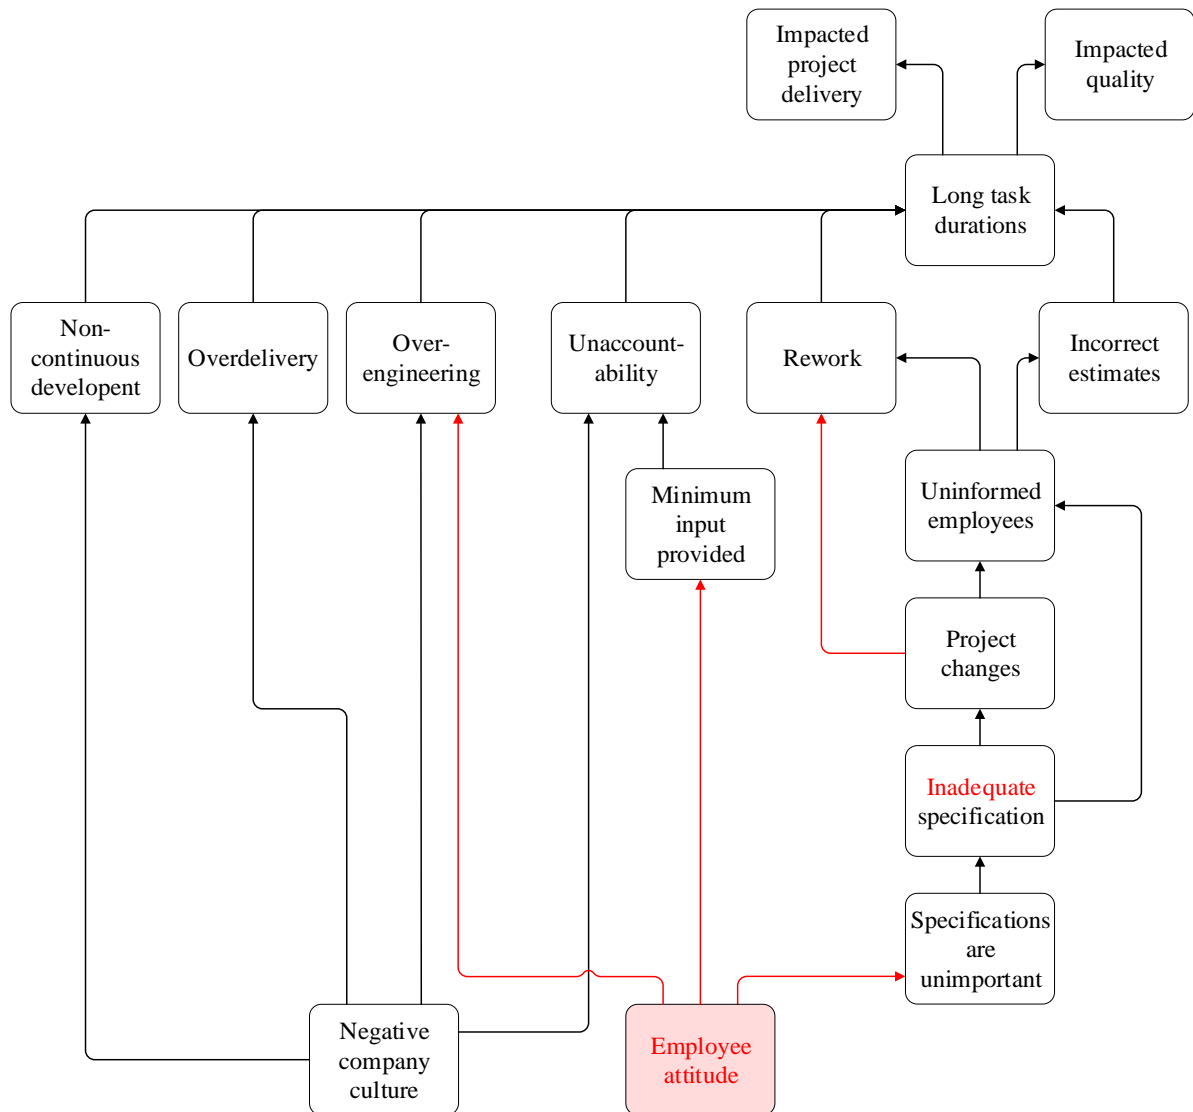 Impacted
project
delivery
Impacted
quality
Long task
durations
Non-
continuous
developent
Overdelivery
Over-
engineering
Unaccount-
ability
Rework
Incorrect
estimates
Minimum
input
provided
Uninformed
employees
Project
changes
Inadequate
specification
Specifications
are
unimportant
Negative
company
culture
Employee
attitude